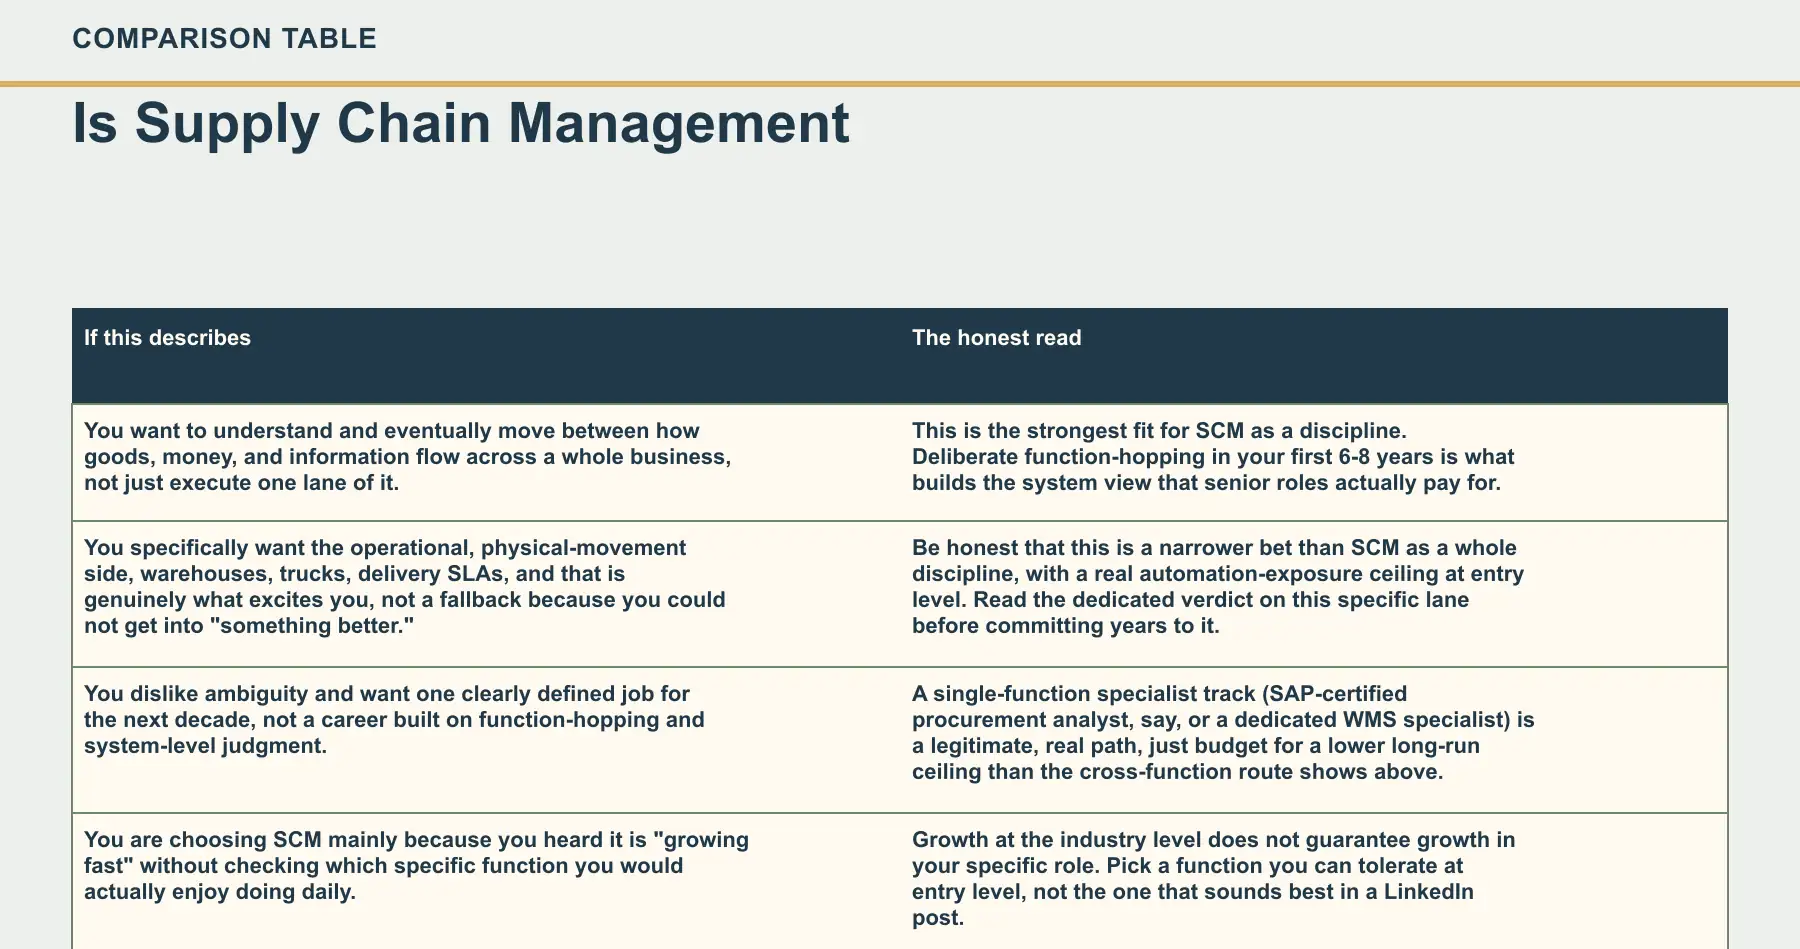 COMPARISON TABLE
Is Supply Chain Management
If this describes
The honest read
You want to understand and eventually move between how
goods, money, and information flow across a whole business,
not just execute one lane of it.
This is the strongest fit for SCM as a discipline.
Deliberate function-hopping in your first 6-8 years is what
builds the system view that senior roles actually pay for.
You specifically want the operational, physical-movement
side, warehouses, trucks, delivery SLAs, and that is
genuinely what excites you, not a fallback because you could
not get into "something better."
Be honest that this is a narrower bet than SCM as a whole
discipline, with a real automation-exposure ceiling at entry
level. Read the dedicated verdict on this specific lane
before committing years to it.
You dislike ambiguity and want one clearly defined job for
the next decade, not a career built on function-hopping and
system-level judgment.
A single-function specialist track (SAP-certified
procurement analyst, say, or a dedicated WMS specialist) is
a legitimate, real path, just budget for a lower long-run
ceiling than the cross-function route shows above.
You are choosing SCM mainly because you heard it is "growing
fast" without checking which specific function you would
actually enjoy doing daily.
Growth at the industry level does not guarantee growth in
your specific role. Pick a function you can tolerate at
entry level, not the one that sounds best in a LinkedIn
post.